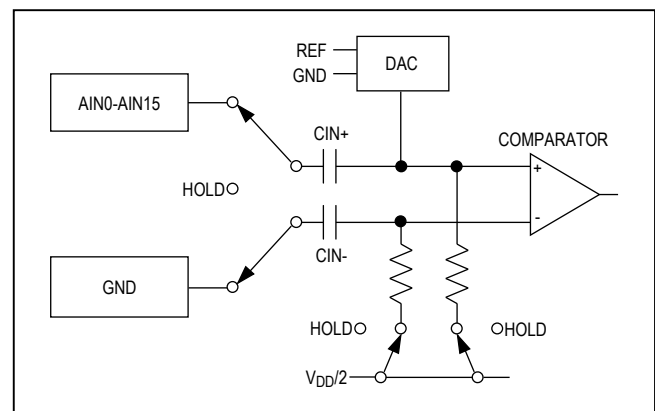 REF
GND
DAC
AIN0-AIN15
CIN+
COMPARATOR
+
HOLD
-
CIN-
GND
HOLD
HOLD
VDD/2